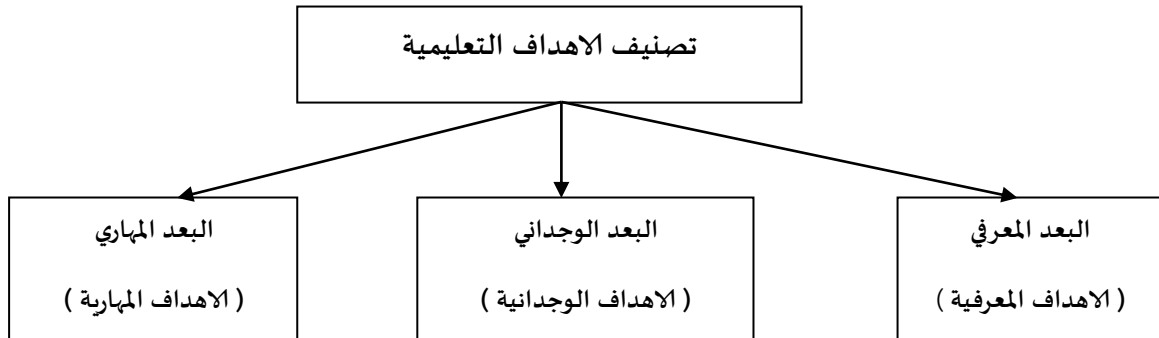 تصنيف الاهداف التعليمية
البعد المعرفي
( الاهداف المعرفية )
البعد الوجداني
( الاهداف الوجدانية )
البعد المهاري
( الاهداف المهارية )